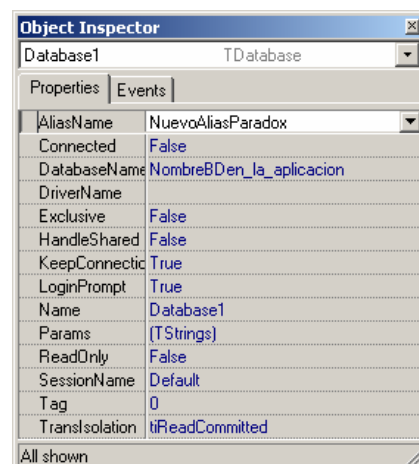 Object Inspector
Database1 TDatabase
Properties Events
AliasName NuevoAliasParadox
Connected False
DatabaseName NombreBDen_la_aplicacion
DriverName
Exclusive False
HandleShared False
KeepConnectic True
LoginPrompt True
Name Database1
Params (TStrings)
ReadOnly False
SessionName Default
Tag 0
TransIsolation tiReadCommitted
All shown